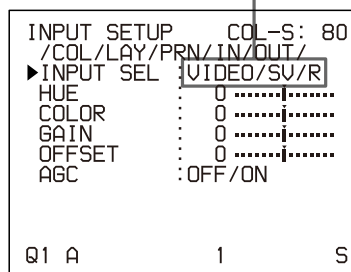 INPUT SETUP COL-S: 80
/COL/LAY/PRN/IN/OUT/
▶INPUT SEL :VIDEO/SV/R
HUE : 0
COLOR : 0
GAIN : 0
OFFSET : 0
AGC :OFF/ON
Q1 A 1 S